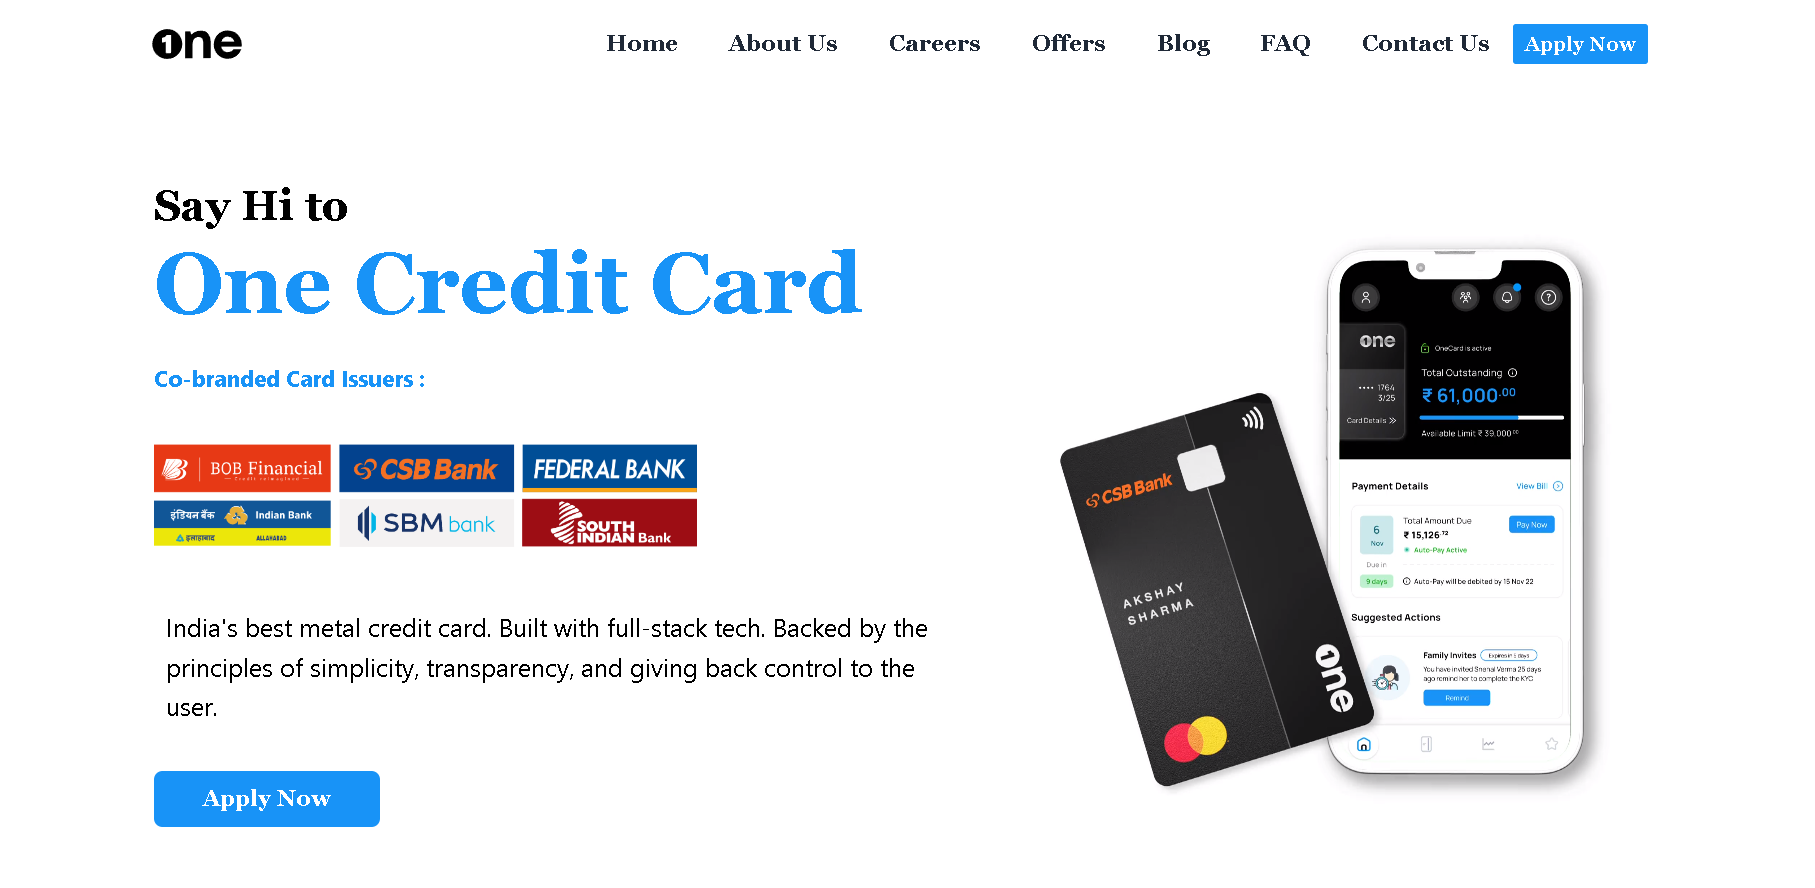 One
Home
About Us
Careers
Offers
Blog
FAQ
Contact Us
Apply Now
Say Hi to
One Credit Card
Co-branded Card Issuers :
BOB Financial
Credit reimagined
CSB Bank
FEDERAL BANK
इंडियन बैंक
Indian Bank
इलाहाबाद
ALLAHABAD
SBM bank
SOUTH
INDIAN Bank
India's best metal credit card. Built with full-stack tech. Backed by the
principles of simplicity, transparency, and giving back control to the
user.
Apply Now
CSB Bank
AKSHAY
SHARMA
One
One
OneCard is active
Total Outstanding
₹ 61,000.00
•••• 1764
3/25
Card Details
Available Limit ₹ 39,000.00
Payment Details
View Bill
6
Nov
Total Amount Due
₹ 15,126.72
Auto-Pay Active
Pay Now
Due in
9 days
Auto-Pay will be debited by 15 Nov 22
Suggested Actions
Family Invites
Expires in 5 days
You have invited Snehal Verma 25 days
ago remind her to complete the KYC
Remind